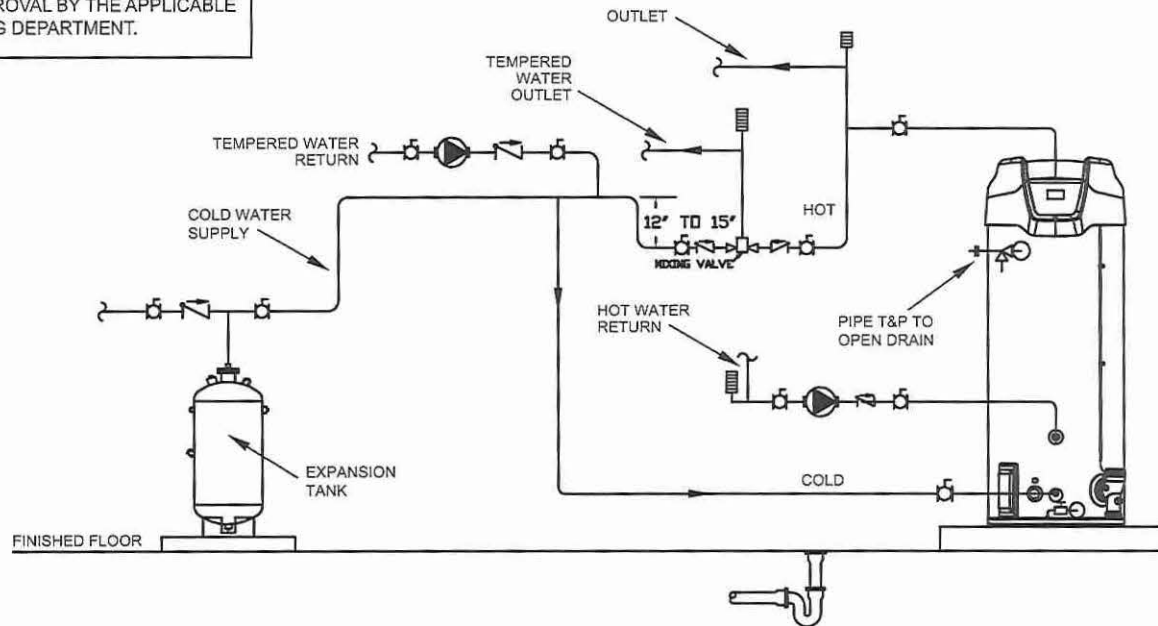 ROVAL BY THE APPLICABLE
G DEPARTMENT.
OUTLET
TEMPERED
WATER
OUTLET
TEMPERED WATER
RETURN
COLD WATER
SUPPLY
12" TO 15"
HOT
MIXING VALVE
HOT WATER
RETURN
PIPE T&P TO
OPEN DRAIN
EXPANSION
TANK
COLD
FINISHED FLOOR